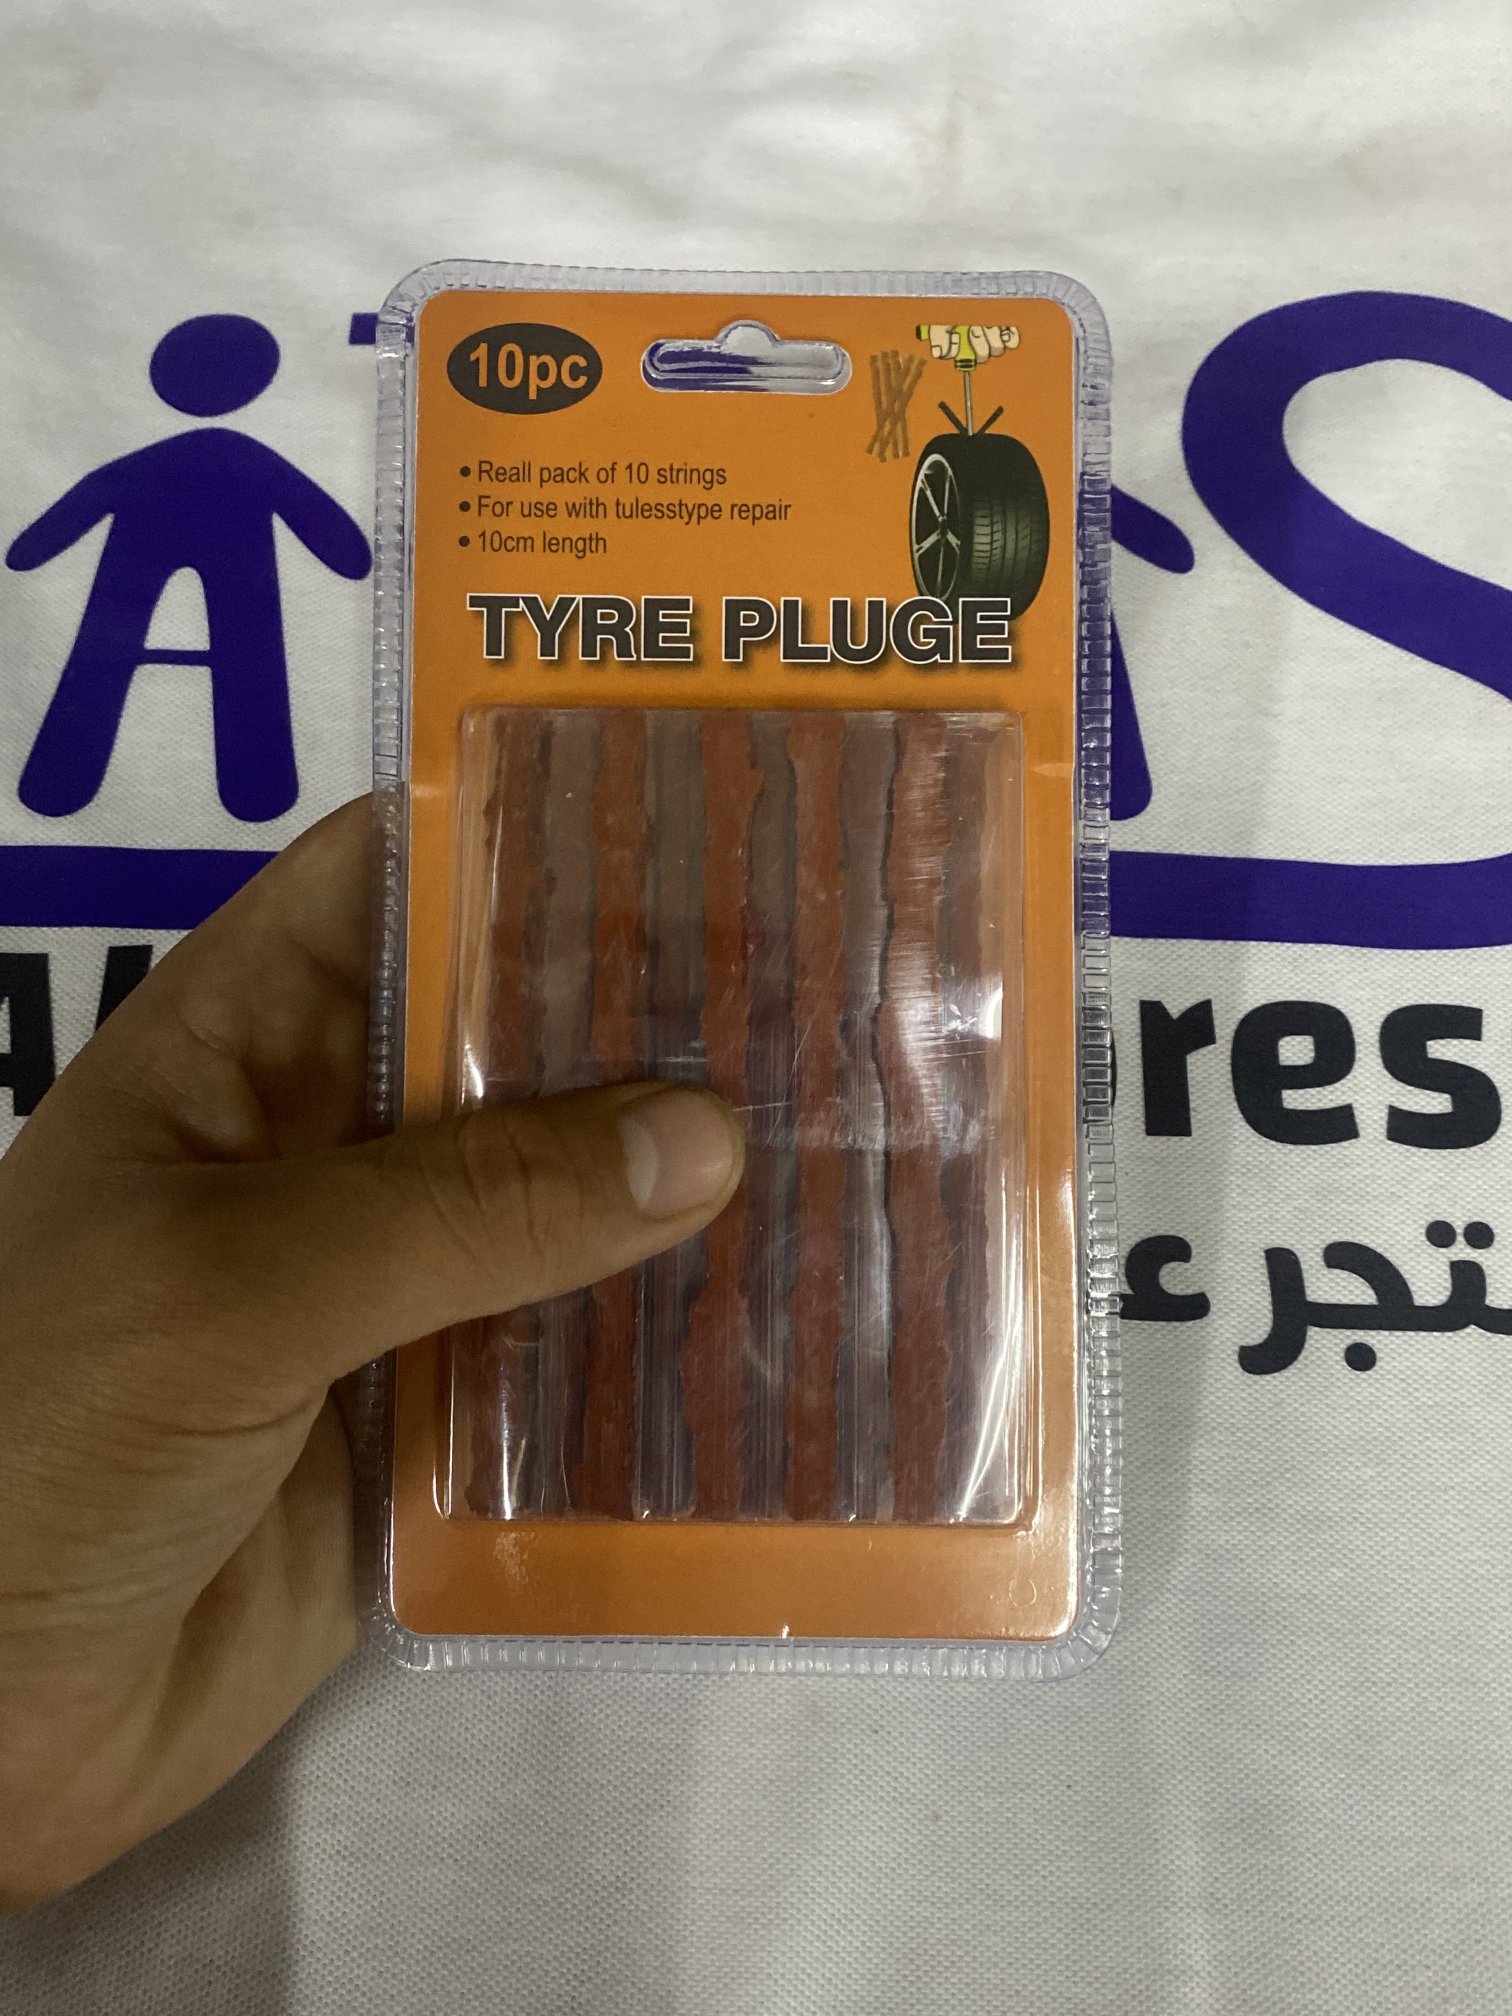 10pc
• Reall pack of 10 strings
• For use with tulesstype repair
• 10cm length
TYRE PLUGE
res